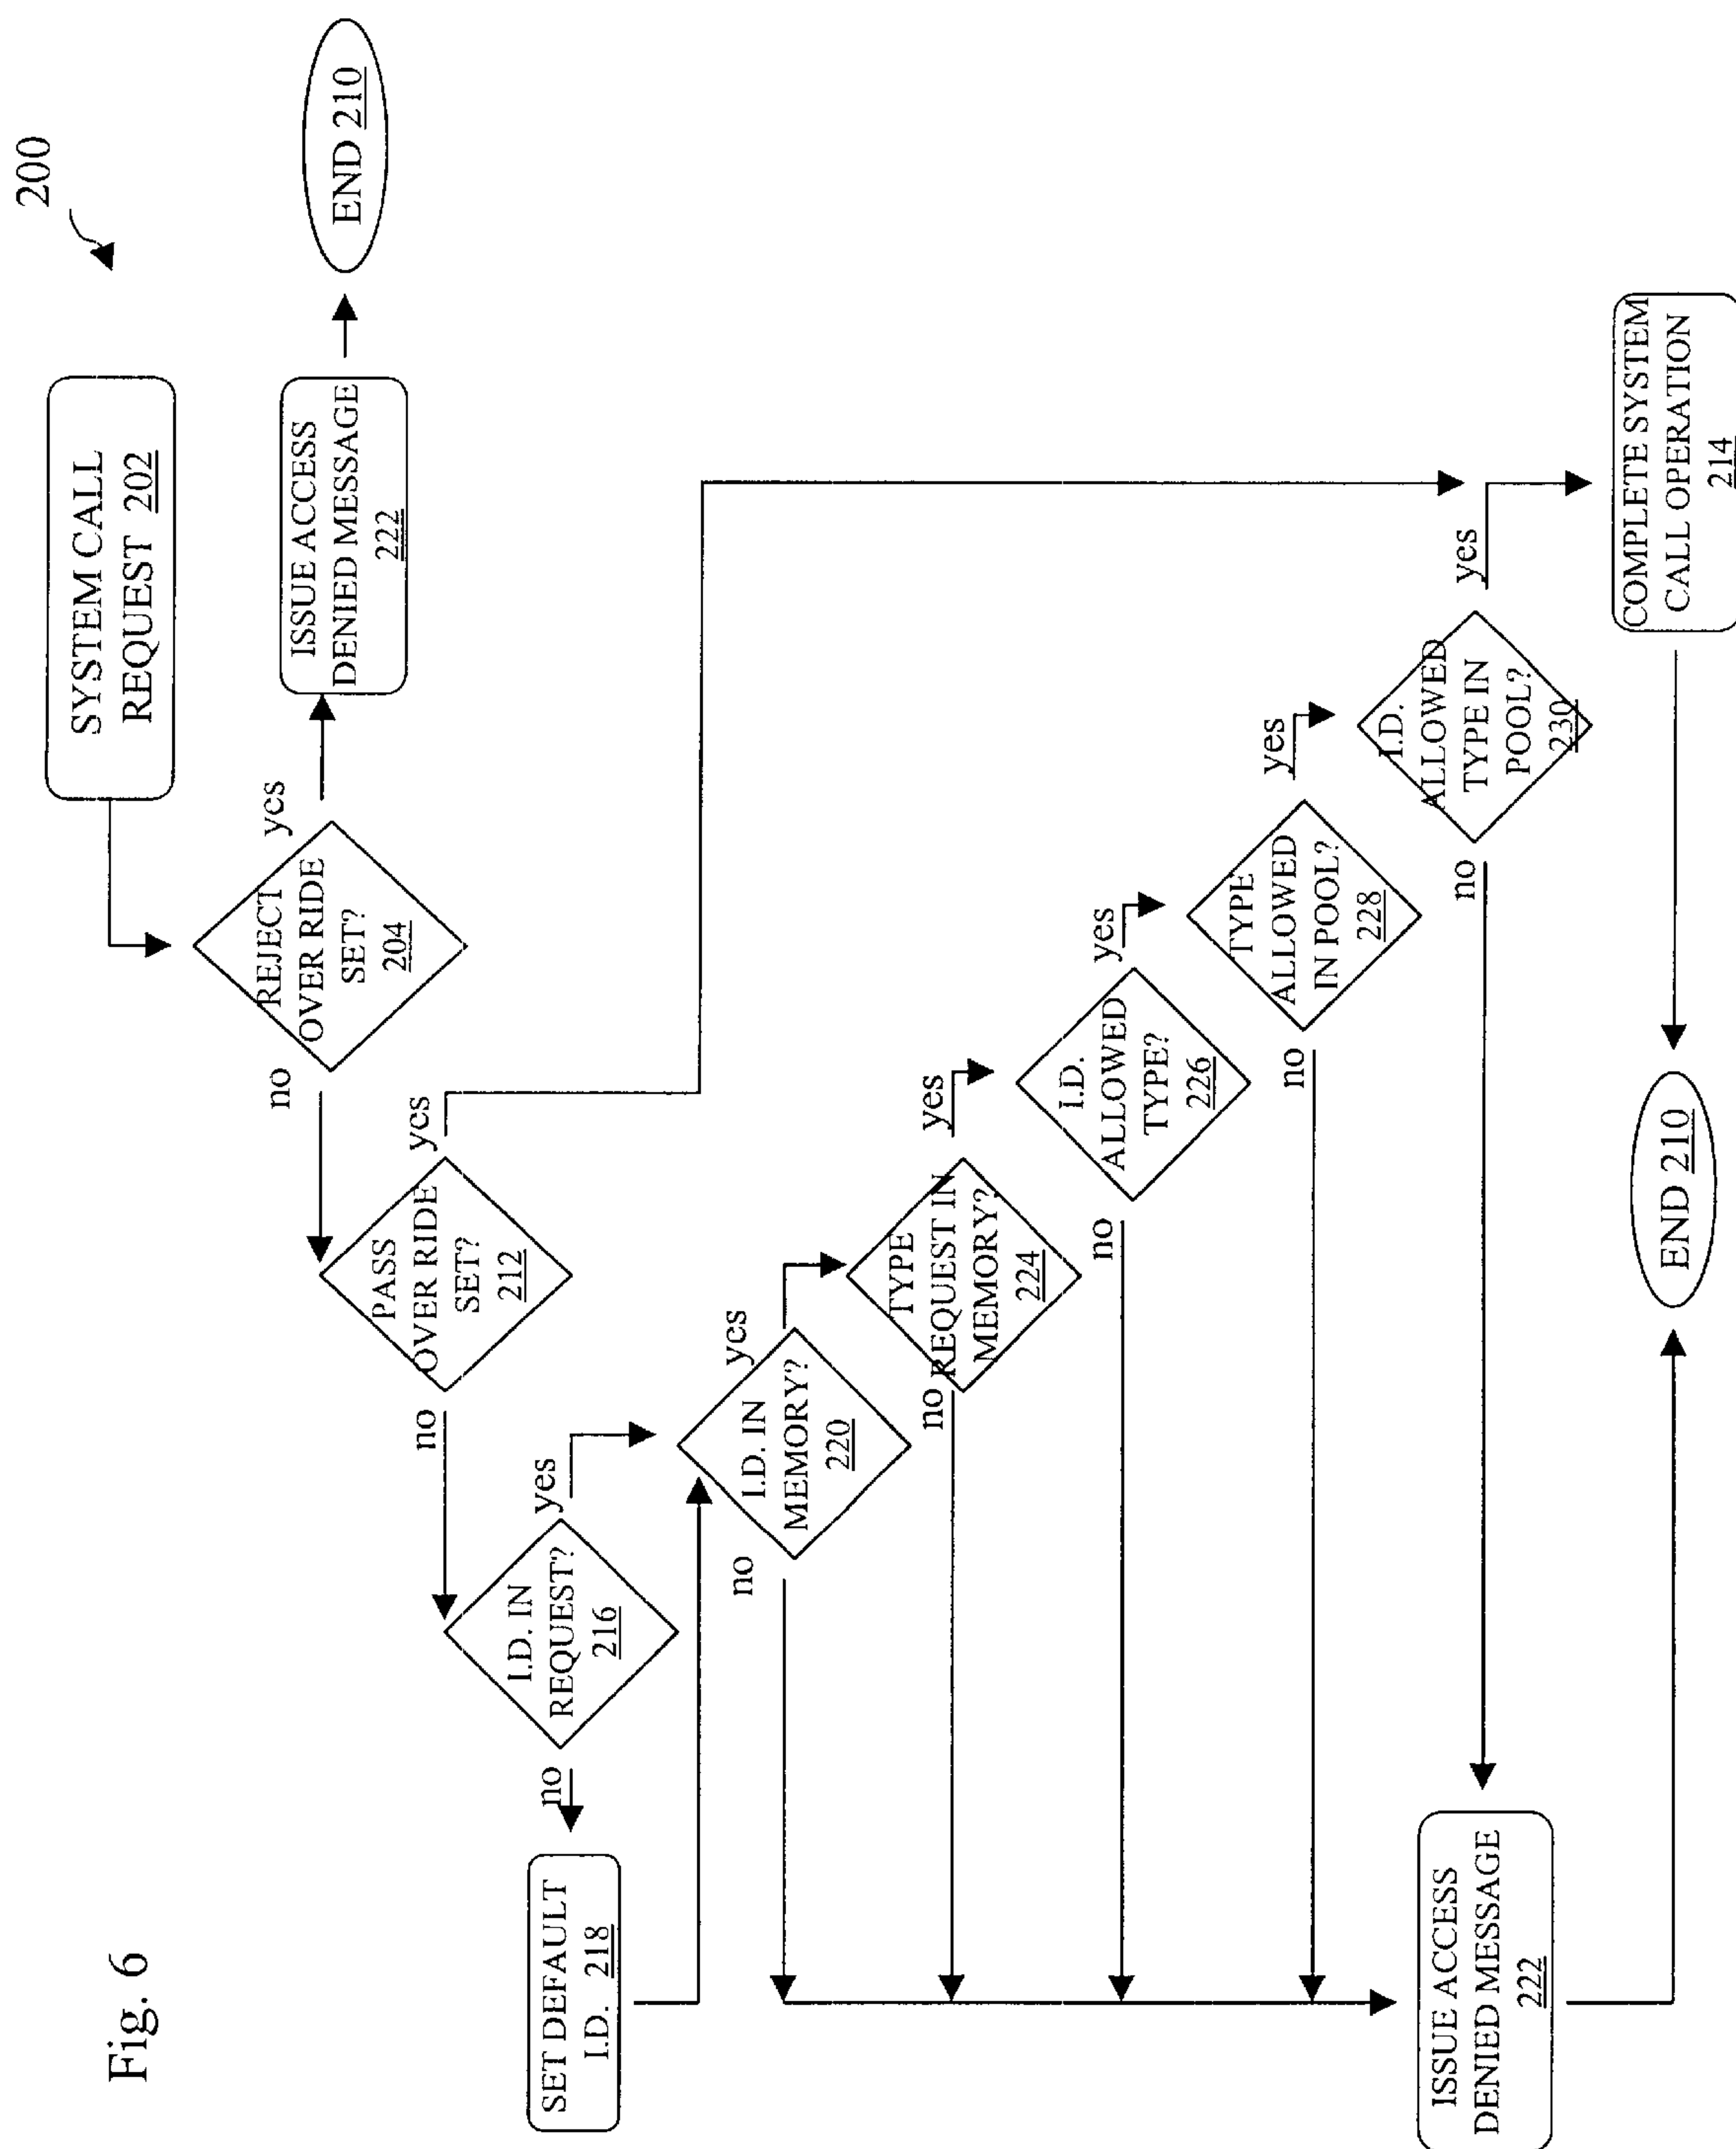 Fig. 6
200
SYSTEM CALL
REQUEST 202
REJECT
OVER RIDE
SET?
204
yes
no
ISSUE ACCESS
DENIED MESSAGE
222
END 210
PASS
OVER RIDE
SET?
212
yes
no
I.D. IN
REQUEST?
216
yes
no
SET DEFAULT
I.D. 218
I.D. IN
MEMORY?
220
yes
no
TYPE
REQUEST IN
MEMORY?
224
yes
no
I.D.
ALLOWED
TYPE?
226
yes
no
TYPE
ALLOWED
IN POOL?
228
yes
no
I.D.
ALLOWED
TYPE IN
POOL?
230
yes
no
ISSUE ACCESS
DENIED MESSAGE
222
COMPLETE SYSTEM
CALL OPERATION
214
END 210